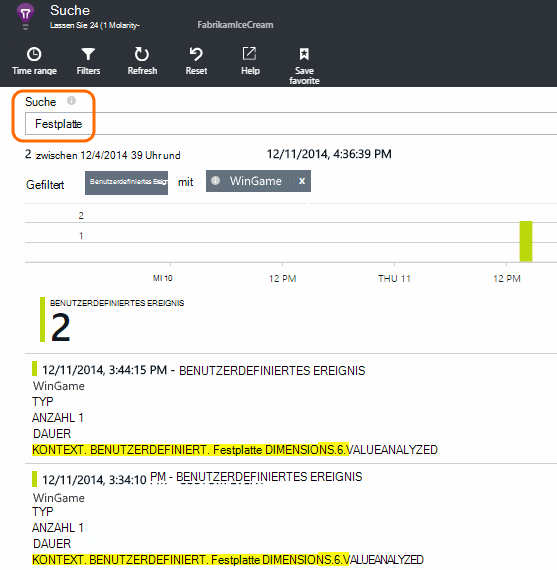 Suche
Lassen Sie 24 (1 Molarity-
FabrikamIceCream
Time range Filters Refresh Reset Help Save favorite
Suche
Festplatte
2 zwischen 12/4/2014 39 Uhr und 12/11/2014, 4:36:39 PM
Gefiltert Benutzerdefiniertes mit WinGame x
2
1
MI 10 12 PM THU 11 12 PM
BENUTZERDEFINIERTES EREIGNIS
2
12/11/2014, 3:44:15 PM - BENUTZERDEFINIERTES EREIGNIS
WinGame
TYP
ANZAHL 1
DAUER
KONTEXT. BENUTZERDEFINIERT. Festplatte DIMENSIONS.6.VALUEANALYZED
12/11/2014, 3:34:10 PM - BENUTZERDEFINIERTES EREIGNIS
WinGame
TYP
ANZAHL 1
DAUER
KONTEXT. BENUTZERDEFINIERT. Festplatte DIMENSIONS.6.VALUEANALYZED